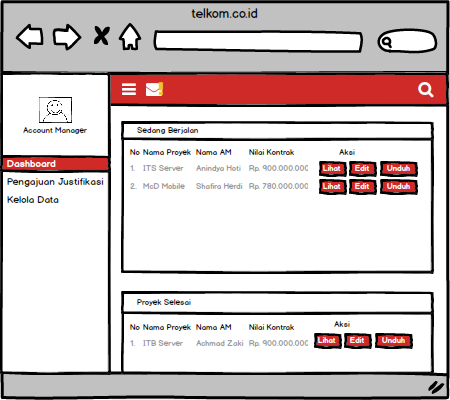 telkom.co.id
Account Manager
Dashboard
Pengajuan Justifikasi
Kelola Data
Sedang Berjalan
No Nama Proyek Nama AM Nilai Kontrak Aksi
1. ITS Server Anindya Hati Rp. 900.000.000 Lihat Edit Unduh
2. McD Mobile Shafira Herdi Rp. 780.000.000 Lihat Edit Unduh
Proyek Selesai
No Nama Proyek Nama AM Nilai Kontrak Aksi
1. ITB Server Achmad Zaki Rp. 900.000.000 Lihat Edit Unduh